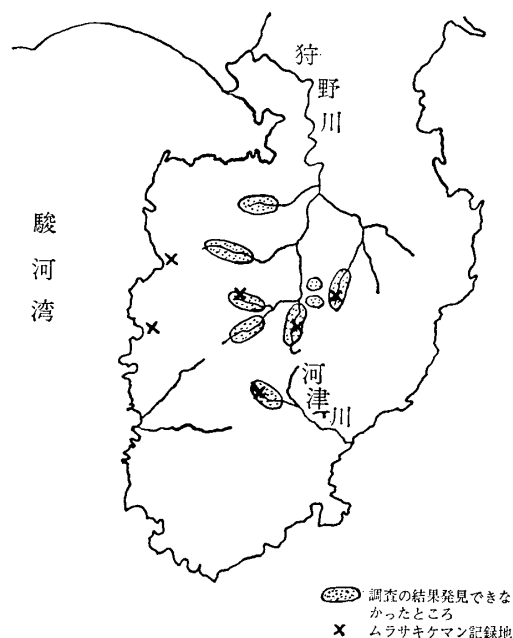 狩野川
駿河湾
河津川
調査の結果発見できな
かったところ
ムラサキケマン記録地